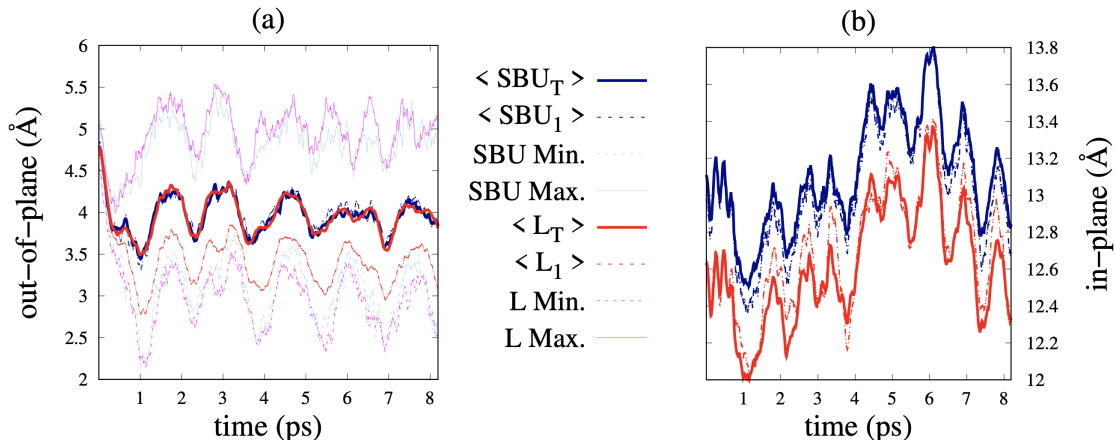 (a)
out−of−plane (Å)
6
5.5
5
4.5
4
3.5
3
2.5
2
1 2 3 4 5 6 7 8
time (ps)
< SBU_T >
< SBU_1 >
SBU Min.
SBU Max.
< L_T >
< L_1 >
L Min.
L Max.
(b)
13.8
13.6
13.4
13.2
13
12.8
12.6
12.4
12.2
12
in−plane (Å)
1 2 3 4 5 6 7 8
time (ps)